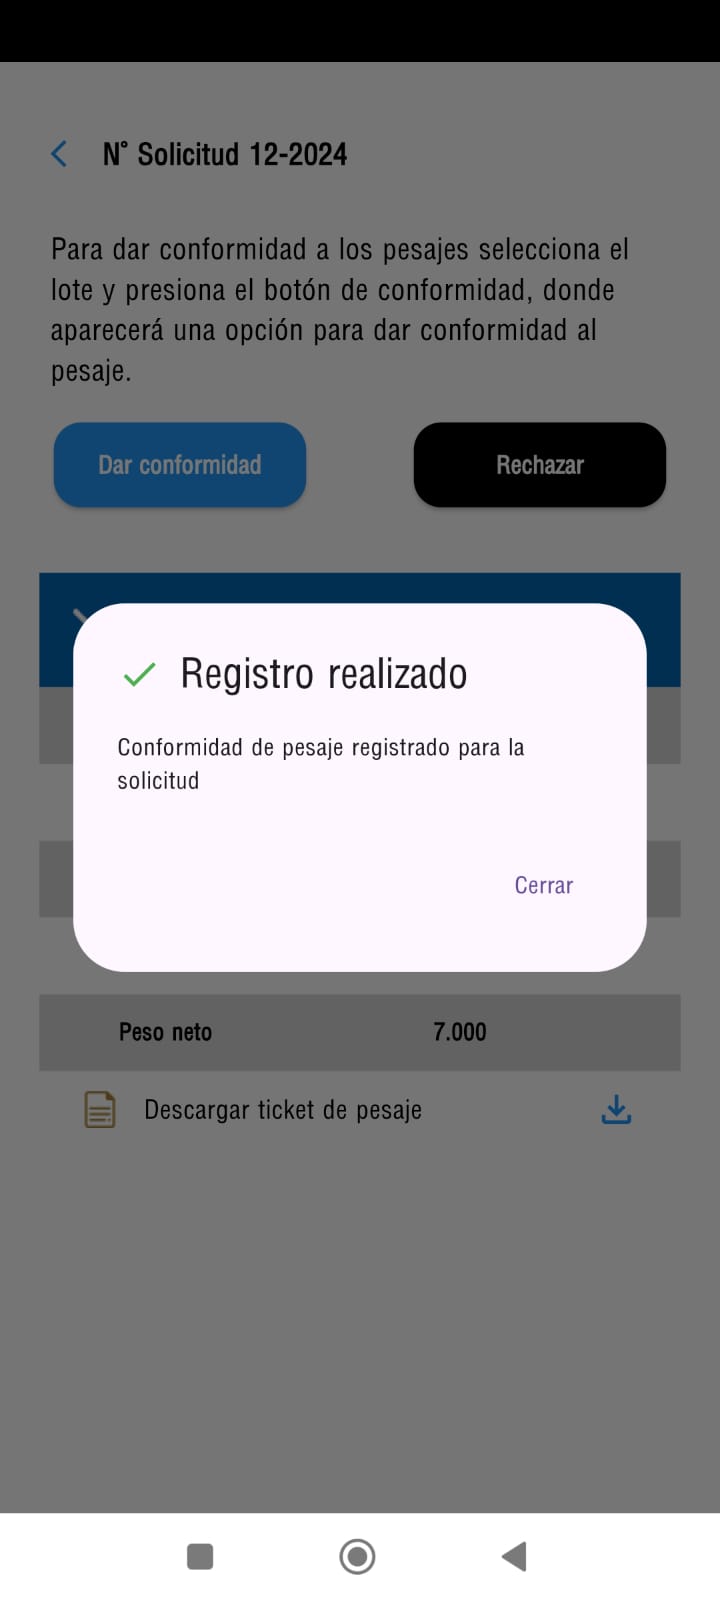 N° Solicitud 12-2024
Para dar conformidad a los pesajes selecciona el
lote y presiona el botón de conformidad, donde
aparecerá una opción para dar conformidad al
pesaje.
Dar conformidad
Rechazar
Registro realizado
Conformidad de pesaje registrado para la
solicitud
Cerrar
Peso neto 7.000
Descargar ticket de pesaje